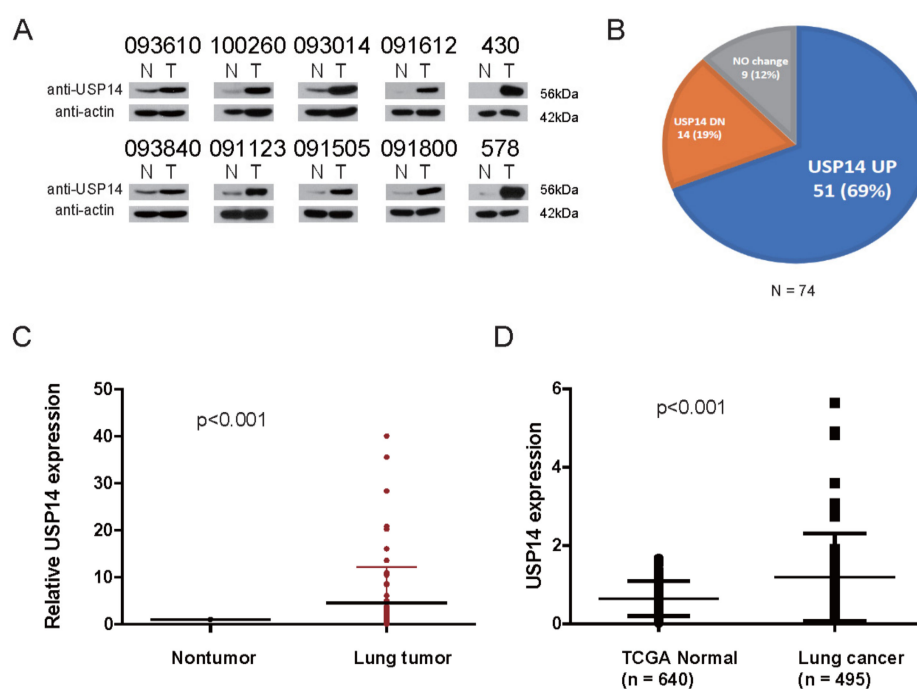 A
093610 100260 093014 091612 430
N T N T N T N T N T
anti-USP14 56kDa
anti-actin 42kDa
093840 091123 091505 091800 578
N T N T N T N T N T
anti-USP14 56kDa
anti-actin 42kDa
B
NO change
9 (12%)
USP14 DN
14 (19%)
USP14 UP
51 (69%)
N = 74
C
Relative USP14 expression
50
40
30
20
10
0
p<0.001
Nontumor Lung tumor
D
USP14 expression
6
4
2
0
p<0.001
TCGA Normal Lung cancer
(n = 640) (n = 495)